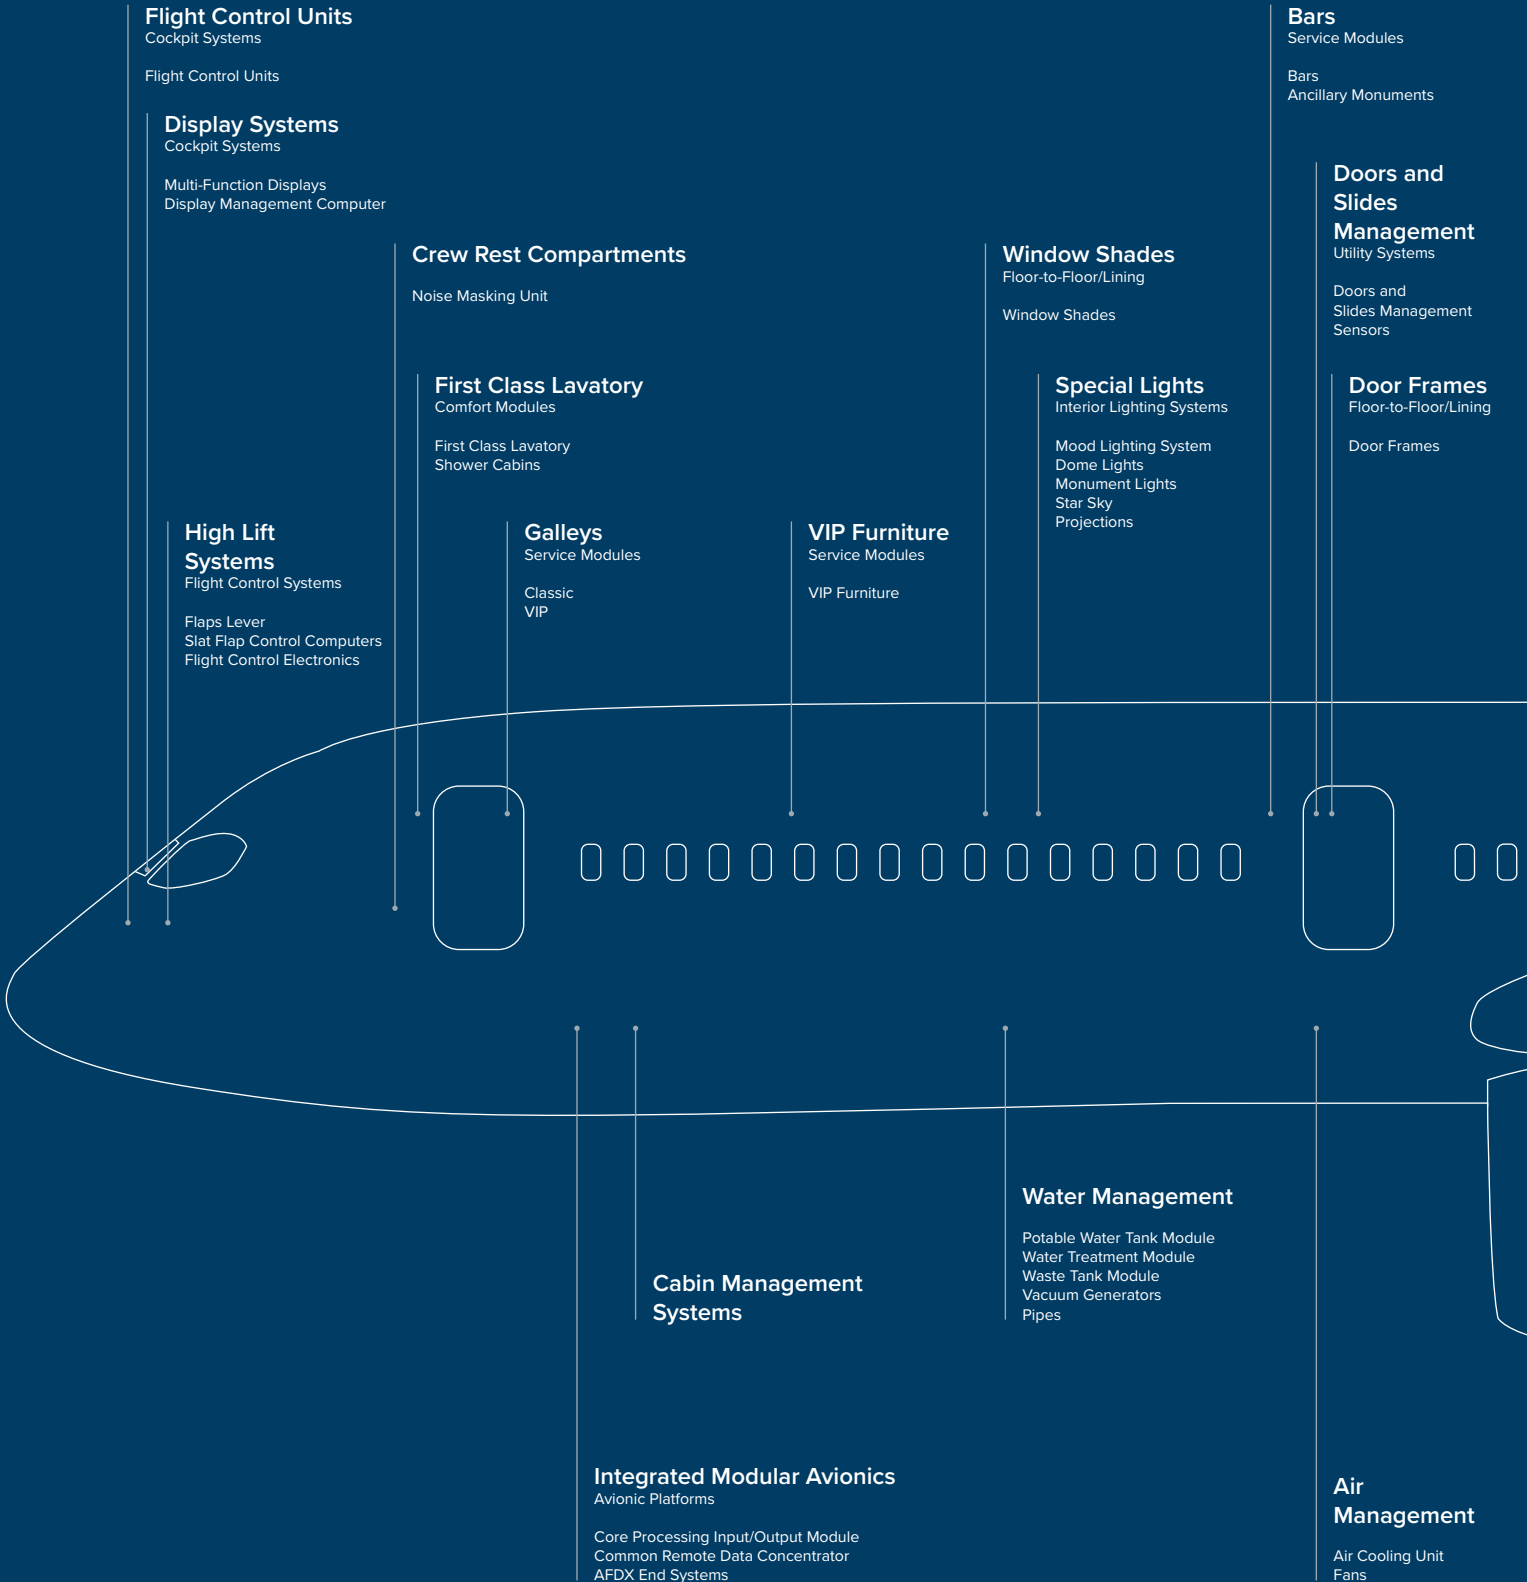 Flight Control Units
Cockpit Systems
Flight Control Units
Display Systems
Cockpit Systems
Multi-Function Displays
Display Management Computer
Crew Rest Compartments
Noise Masking Unit
First Class Lavatory
Comfort Modules
First Class Lavatory
Shower Cabins
High Lift
Systems
Flight Control Systems
Flaps Lever
Slat Flap Control Computers
Flight Control Electronics
Galleys
Service Modules
Classic
VIP
VIP Furniture
Service Modules
VIP Furniture
Window Shades
Floor-to-Floor/Lining
Window Shades
Special Lights
Interior Lighting Systems
Mood Lighting System
Dome Lights
Monument Lights
Star Sky
Projections
Bars
Service Modules
Bars
Ancillary Monuments
Doors and
Slides
Management
Utility Systems
Doors and
Slides Management
Sensors
Door Frames
Floor-to-Floor/Lining
Door Frames
Cabin Management
Systems
Water Management
Potable Water Tank Module
Water Treatment Module
Waste Tank Module
Vacuum Generators
Pipes
Integrated Modular Avionics
Avionic Platforms
Core Processing Input/Output Module
Common Remote Data Concentrator
AFDX End Systems
Air
Management
Air Cooling Unit
Fans